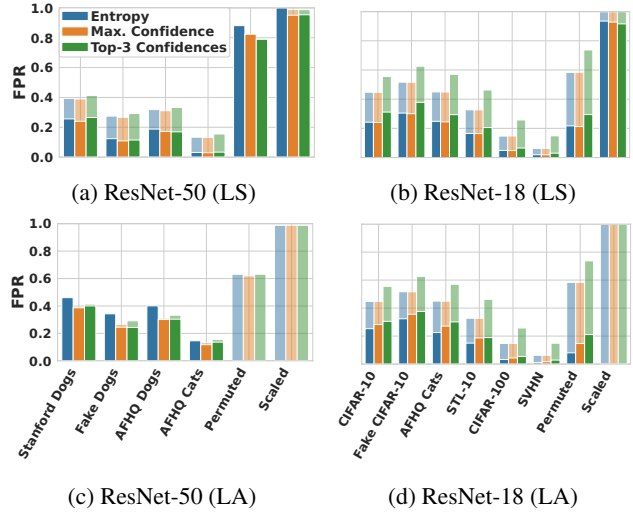 1.0
0.8
0.6
0.4
0.2
0.0
FPR
Entropy
Max. Confidence
Top-3 Confidences
(a) ResNet-50 (LS)
(b) ResNet-18 (LS)
1.0
0.8
0.6
0.4
0.2
0.0
FPR
Stanford Dogs
Fake Dogs
AFHQ Dogs
AFHQ Cats
Permuted
Scaled
CIFAR-10
Fake CIFAR-10
AFHQ Cats
STL-10
CIFAR-100
SVHN
Permuted
Scaled
(c) ResNet-50 (LA)
(d) ResNet-18 (LA)